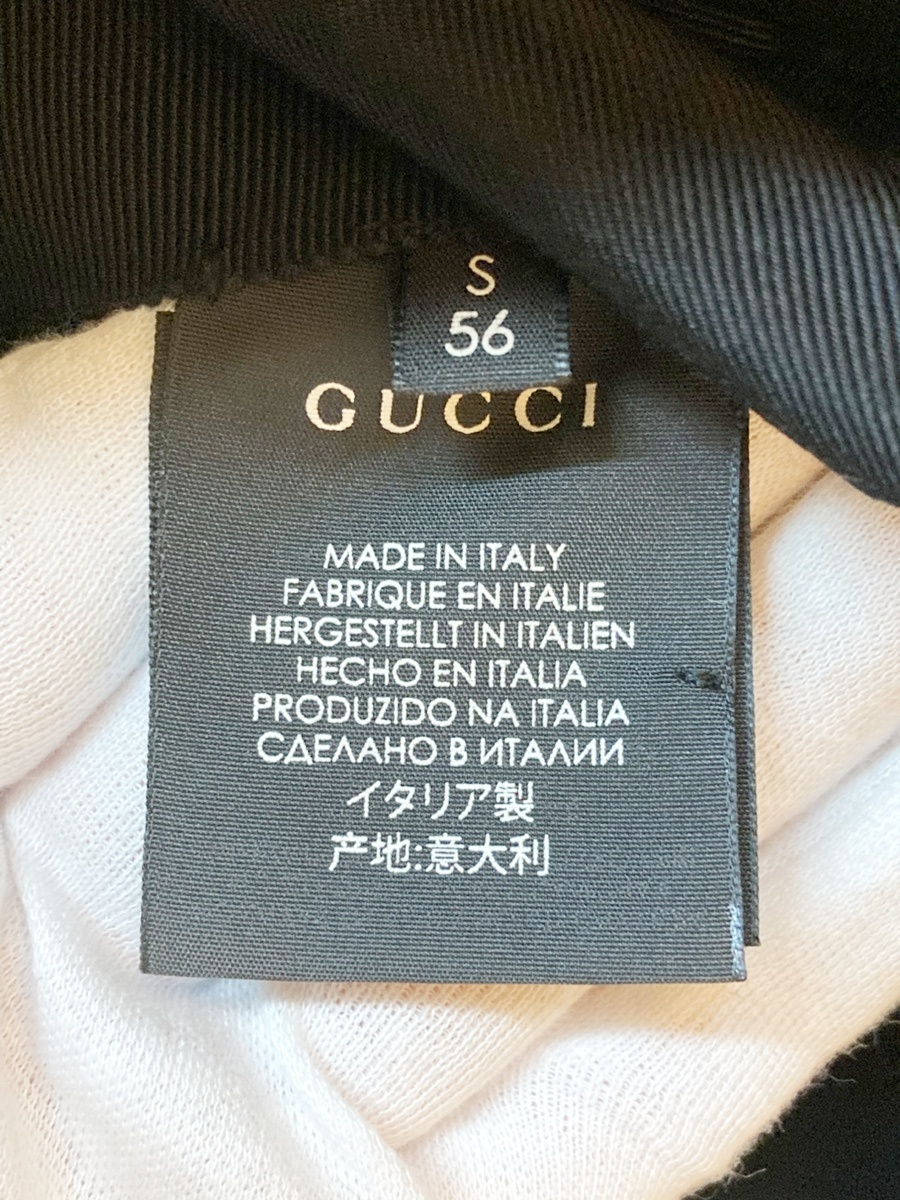 S
56
GUCCI
MADE IN ITALY
FABRIQUE EN ITALIE
HERGESTELLT IN ITALIEN
HECHO EN ITALIA
PRODUZIDO NA ITALIA
СДЕЛАНО В ИТАЛИИ
イタリア製
产地:意大利